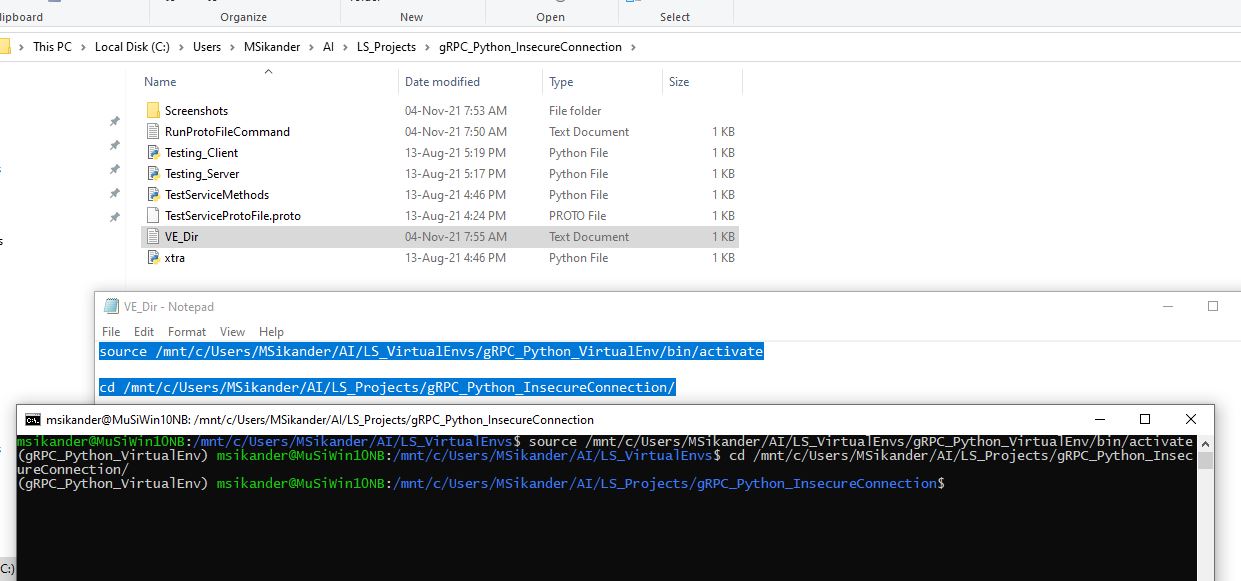 lipboard Organize New Open Select
This PC > Local Disk (C:) > Users > MSikander > AI > LS_Projects > gRPC_Python_InsecureConnection >
Name Date modified Type Size
Screenshots 04-Nov-21 7:53 AM File folder
RunProtoFileCommand 04-Nov-21 7:50 AM Text Document 1 KB
Testing_Client 13-Aug-21 5:19 PM Python File 1 KB
Testing_Server 13-Aug-21 5:17 PM Python File 1 KB
TestServiceMethods 13-Aug-21 4:46 PM Python File 1 KB
TestServiceProtoFile.proto 13-Aug-21 4:24 PM PROTO File 1 KB
VE_Dir 04-Nov-21 7:55 AM Text Document 1 KB
xtra 13-Aug-21 4:46 PM Python File 1 KB
VE_Dir - Notepad
File Edit Format View Help
source /mnt/c/Users/MSikander/AI/LS_VirtualEnvs/gRPC_Python_VirtualEnv/bin/activate
cd /mnt/c/Users/MSikander/AI/LS_Projects/gRPC_Python_InsecureConnection/
msikander@MuSiWin10NB: /mnt/c/Users/MSikander/AI/LS_Projects/gRPC_Python_InsecureConnection
msikander@MuSiWin10NB:/mnt/c/Users/MSikander/AI/LS_VirtualEnvs$ source /mnt/c/Users/MSikander/AI/LS_VirtualEnvs/gRPC_Python_VirtualEnv/bin/activate
(gRPC_Python_VirtualEnv) msikander@MuSiWin10NB:/mnt/c/Users/MSikander/AI/LS_VirtualEnvs$ cd /mnt/c/Users/MSikander/AI/LS_Projects/gRPC_Python_Insec
ureConnection/
(gRPC_Python_VirtualEnv) msikander@MuSiWin10NB:/mnt/c/Users/MSikander/AI/LS_Projects/gRPC_Python_InsecureConnection$
C:)